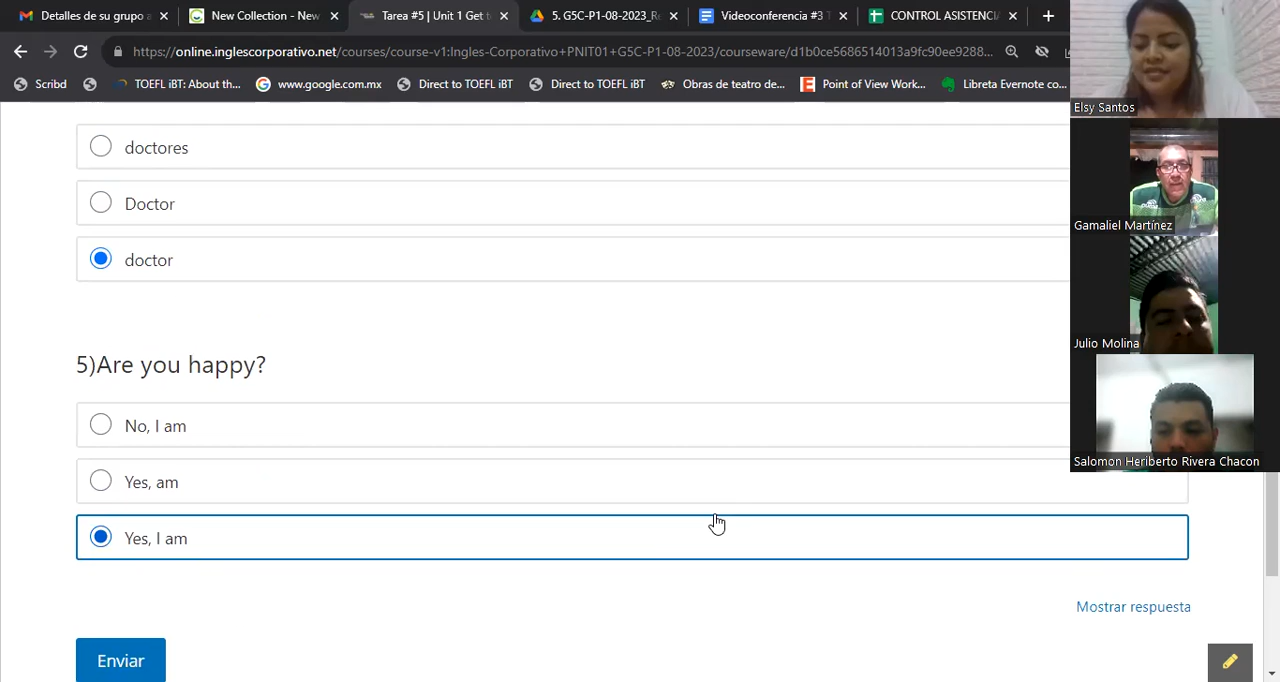 Detalles de su grupo a
New Collection - New
Tarea #5 | Unit 1 Get t
5. G5C-P1-08-2023_R
Videoconferencia #3 T
CONTROL ASISTENCI
https://online.inglescorporativo.net/courses/course-v1:Ingles-Corporativo+PNIT01+G5C-P1-08-2023/courseware/d1b0ce5686514013a9fc90ee9288...
Scribd
TOEFL iBT: About th...
www.google.com.mx
Direct to TOEFL iBT
Direct to TOEFL iBT
Obras de teatro de...
Point of View Work...
Libreta Evernote co...
Elsy Santos
doctores
Doctor
Gamaliel Martínez
doctor
Julio Molina
5)Are you happy?
No, I am
Salomon Heriberto Rivera Chacon
Yes, am
Yes, I am
Mostrar respuesta
Enviar